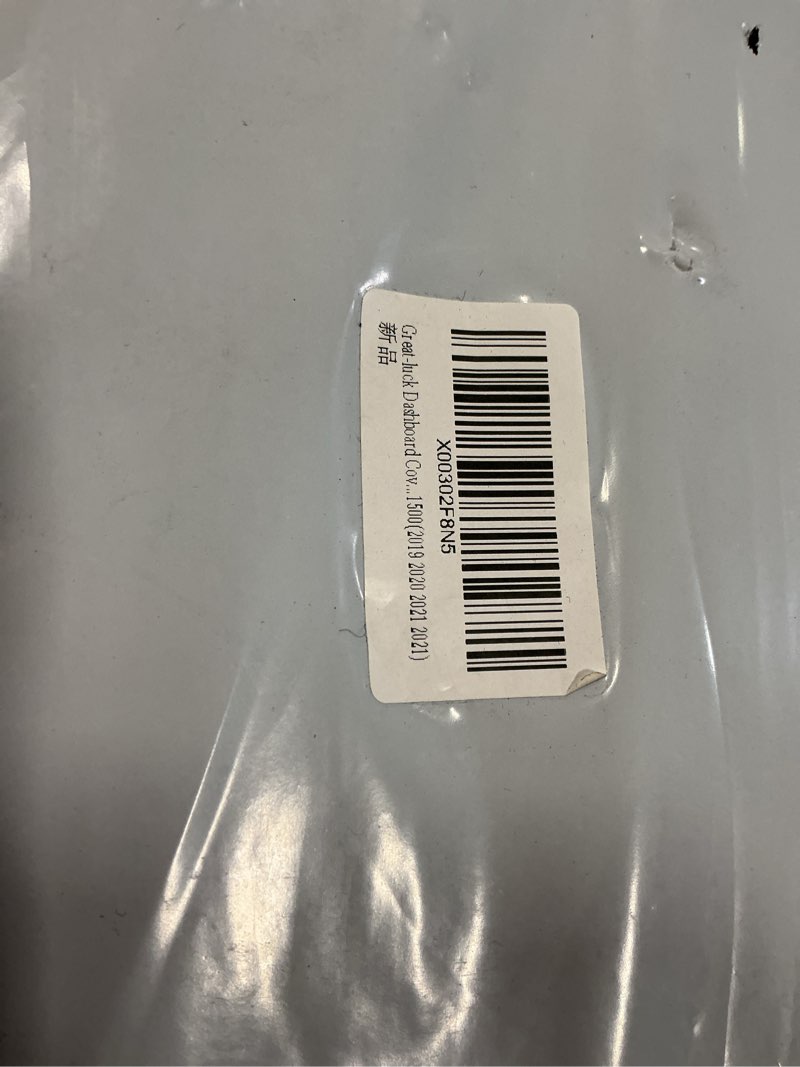 X00302F8N5
Great-luck Dashboard Cov...1500(2019 2020 2021 2021)
新品